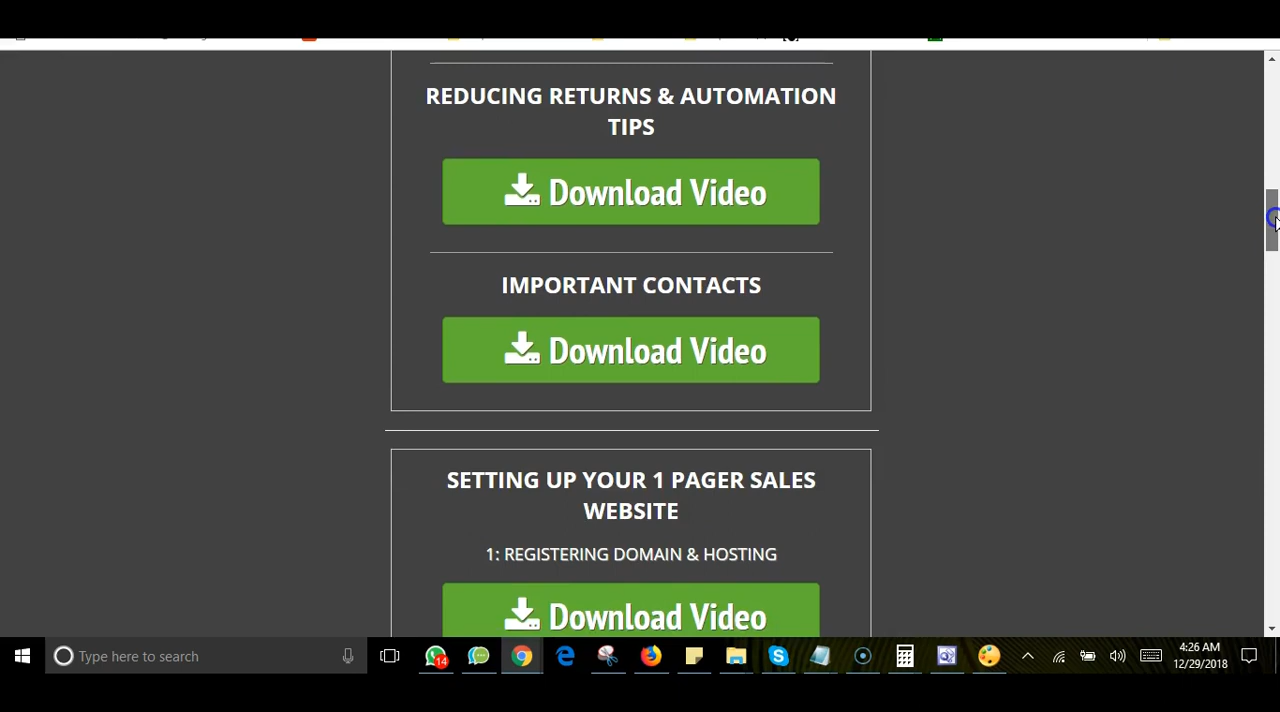 REDUCING RETURNS & AUTOMATION
TIPS
Download Video
IMPORTANT CONTACTS
Download Video
SETTING UP YOUR 1 PAGER SALES
WEBSITE
1: REGISTERING DOMAIN & HOSTING
Download Video
Type here to search
14
4:26 AM
12/29/2018